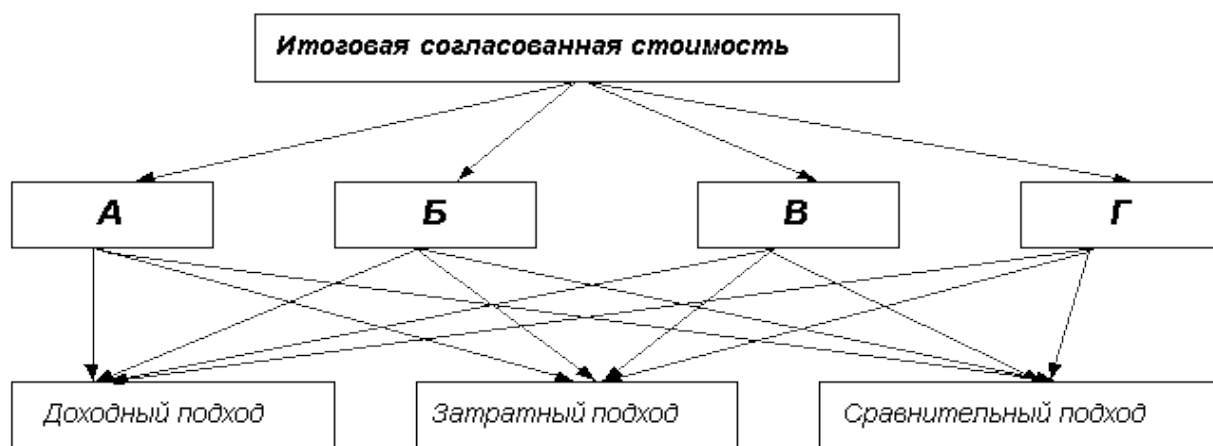 Итоговая согласованная стоимость
А
Б
В
Г
Доходный подход
Затратный подход
Сравнительный подход